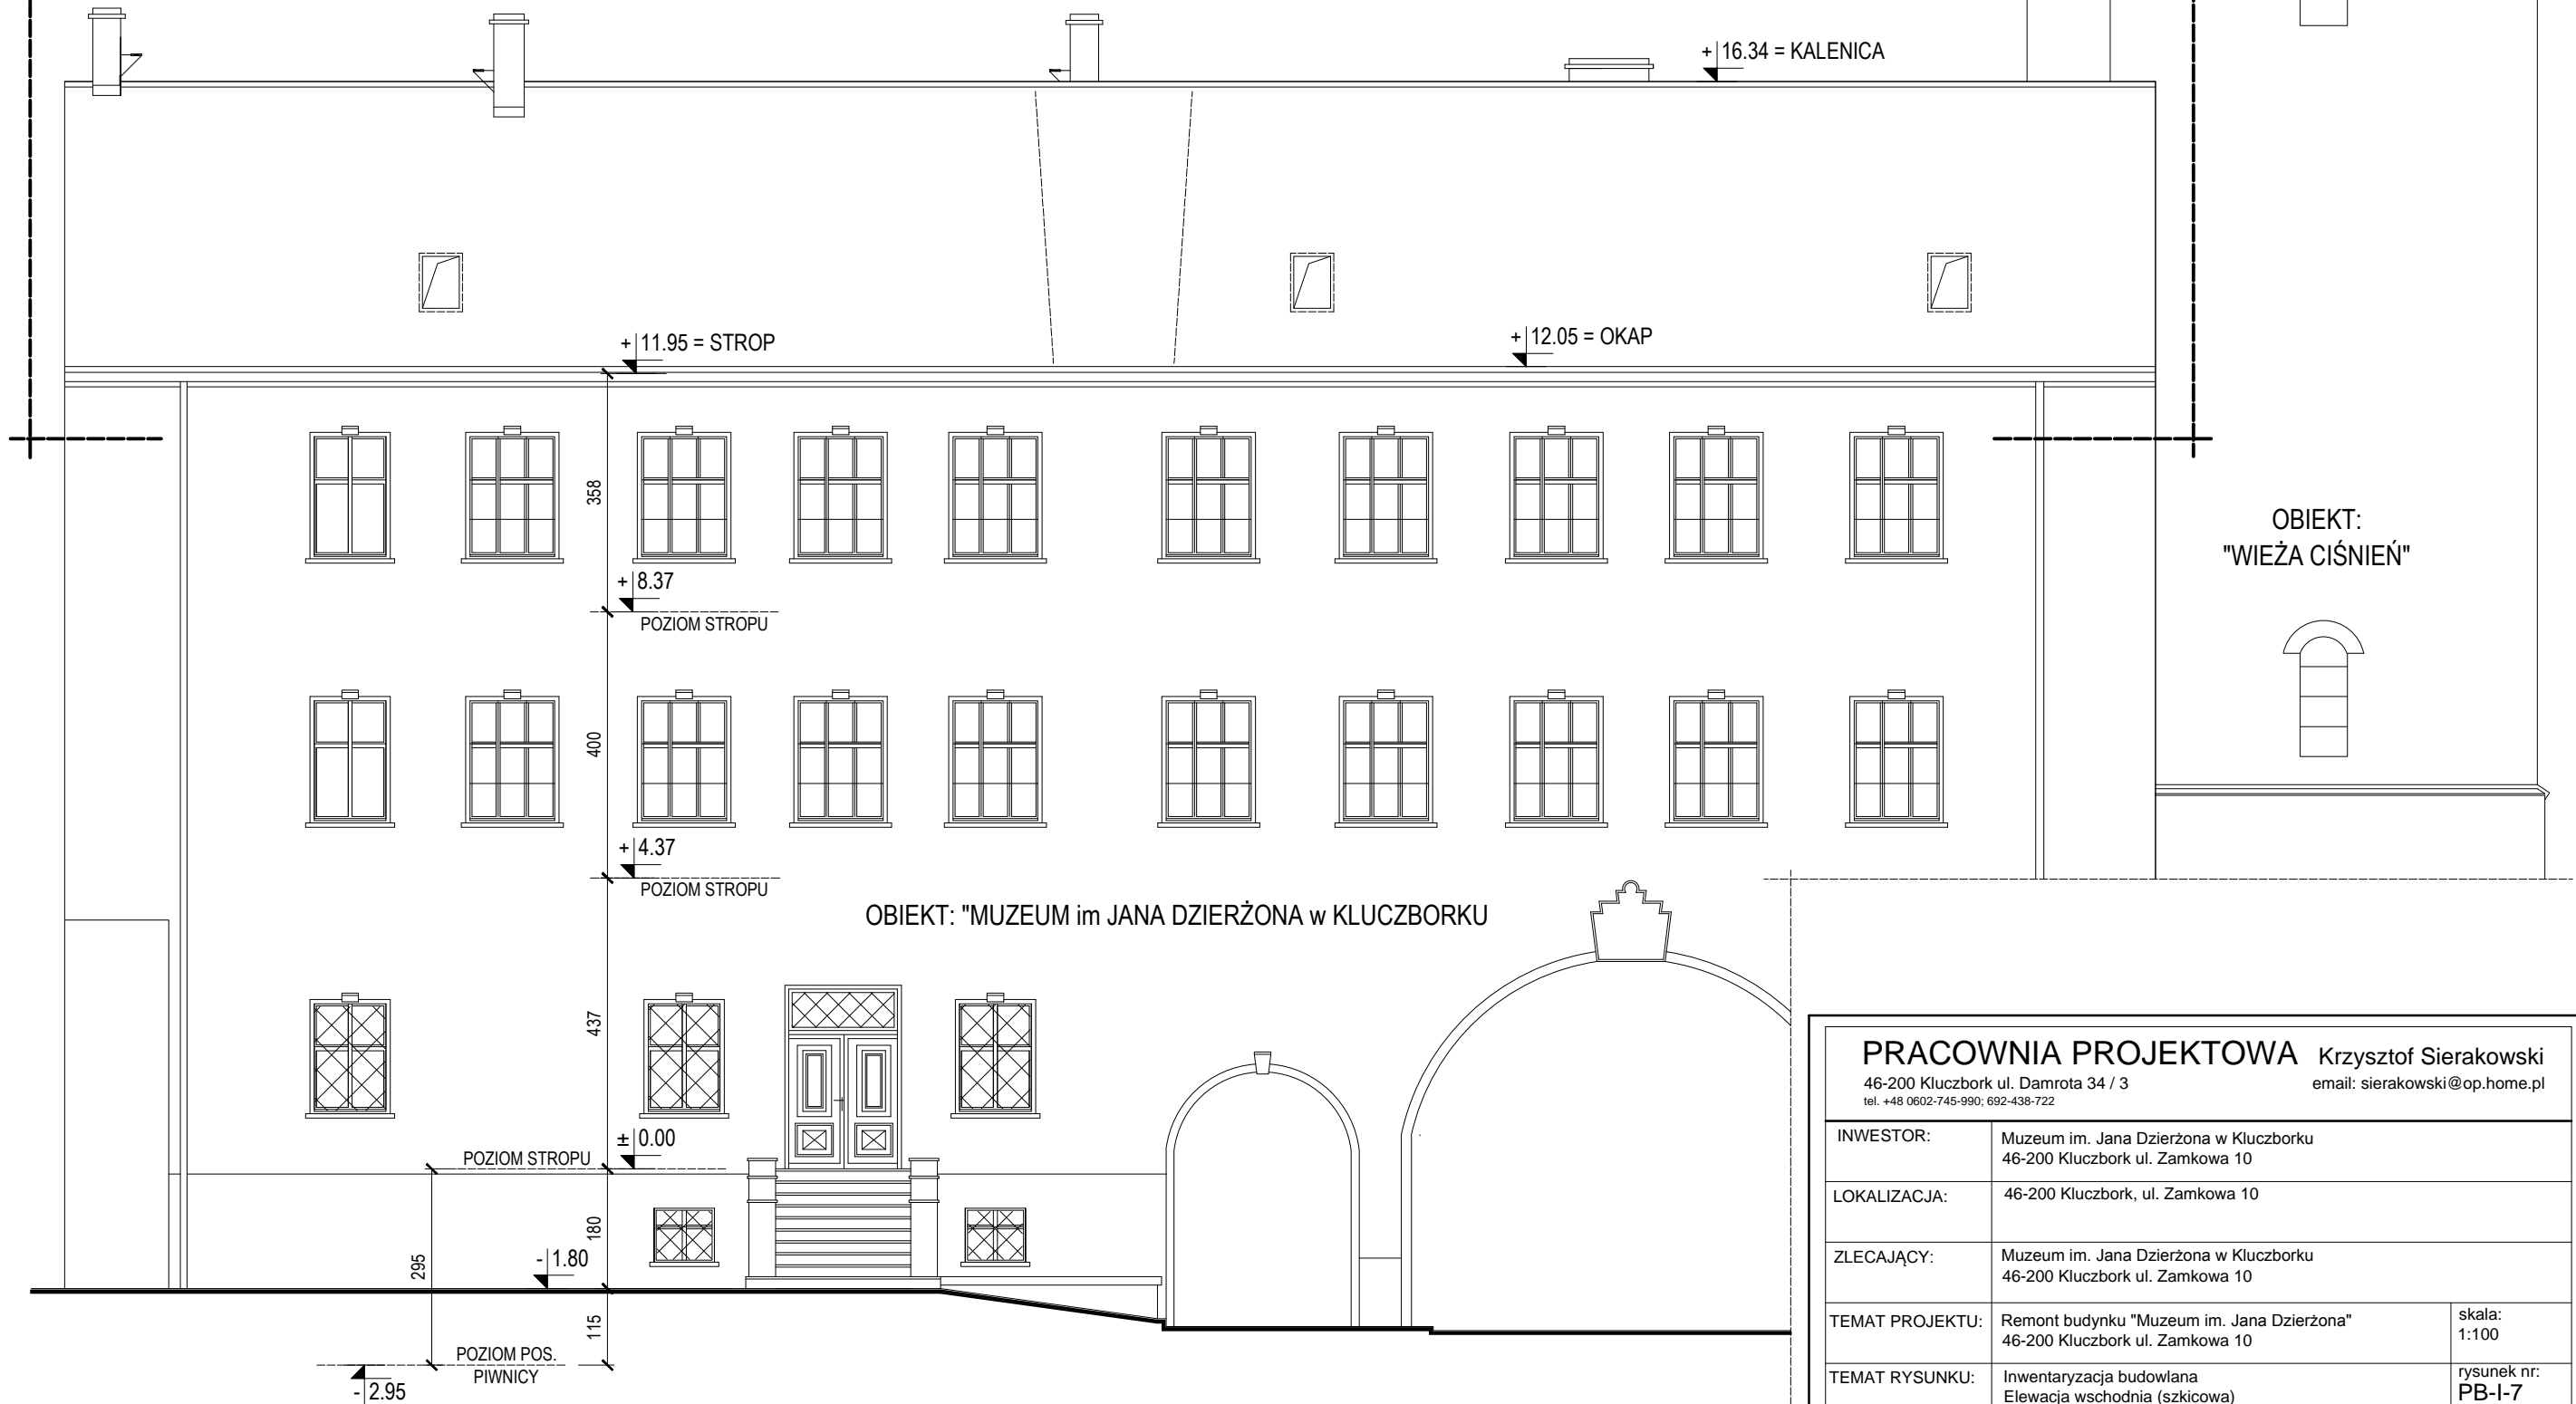 + 16.34 = KALENICA
+ 11.95 = STROP
+ 12.05 = OKAP
358
+ 8.37
POZIOM STROPU
OBIEKT:
"WIEŻA CIŚNIEŃ"
400
+ 4.37
POZIOM STROPU
OBIEKT: "MUZEUM im JANA DZIERŻONA w KLUCZBORKU
437
± 0.00
POZIOM STROPU
180
295
- 1.80
115
POZIOM POS.
PIWNICY
- 2.95
PRACOWNIA PROJEKTOWA Krzysztof Sierakowski
46-200 Kluczbork ul. Damrota 34 / 3 email: sierakowski@op.home.pl
tel. +48 0602-745-990; 692-438-722
INWESTOR: Muzeum im. Jana Dzierżona w Kluczborku
46-200 Kluczbork ul. Zamkowa 10
LOKALIZACJA: 46-200 Kluczbork, ul. Zamkowa 10
ZLECAJĄCY: Muzeum im. Jana Dzierżona w Kluczborku
46-200 Kluczbork ul. Zamkowa 10
TEMAT PROJEKTU: Remont budynku "Muzeum im. Jana Dzierżona"
46-200 Kluczbork ul. Zamkowa 10
skala:
1:100
TEMAT RYSUNKU: Inwentaryzacja budowlana
Elewacja wschodnia (szkicowa)
rysunek nr:
PB-I-7